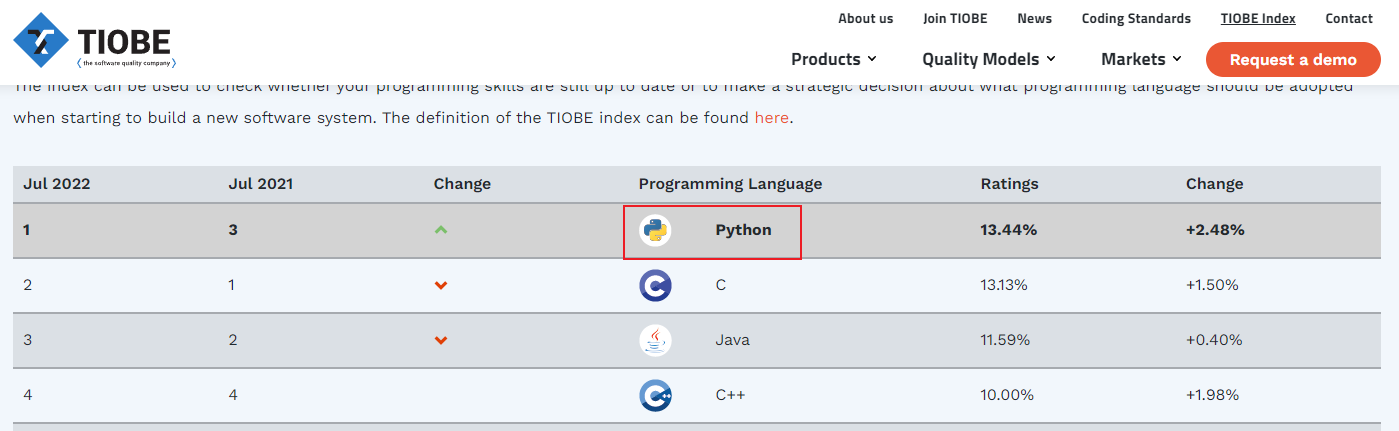 About us Join TIOBE News Coding Standards TIOBE Index Contact
TIOBE
(the software quality company)
Products Quality Models Markets Request a demo
The index can be used to check whether your programming skills are still up to date or to make a strategic decision about what programming language should be adopted
when starting to build a new software system. The definition of the TIOBE index can be found here.
Jul 2022 Jul 2021 Change Programming Language Ratings Change
1 3 Python 13.44% +2.48%
2 1 C 13.13% +1.50%
3 2 Java 11.59% +0.40%
4 4 C++ 10.00% +1.98%